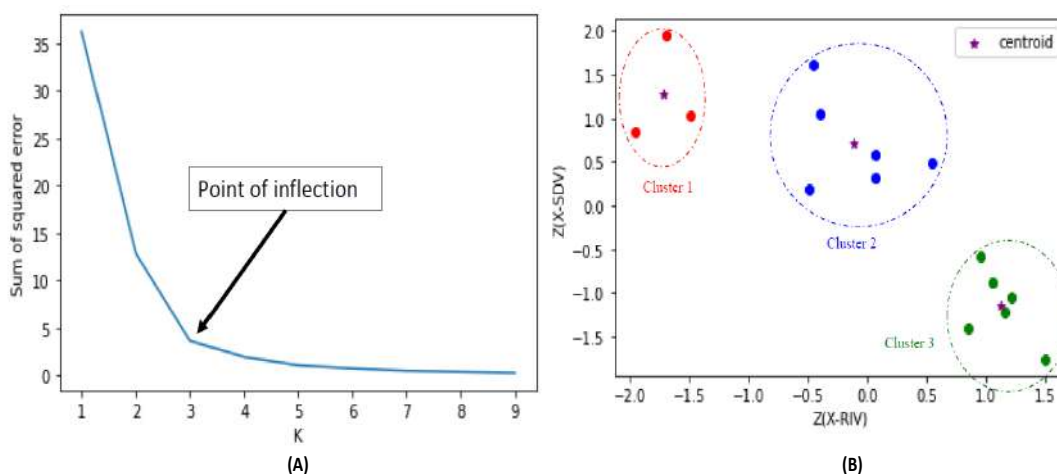 Sum of squared error
35
30
25
20
15
10
5
0
Point of inflection
1 2 3 4 5 6 7 8 9
K
(A)
Z(X-SDV)
2.0
1.5
1.0
0.5
0.0
−0.5
−1.0
−1.5
centroid
Cluster 1
Cluster 2
Cluster 3
−2.0 −1.5 −1.0 −0.5 0.0 0.5 1.0 1.5
Z(X-RIV)
(B)